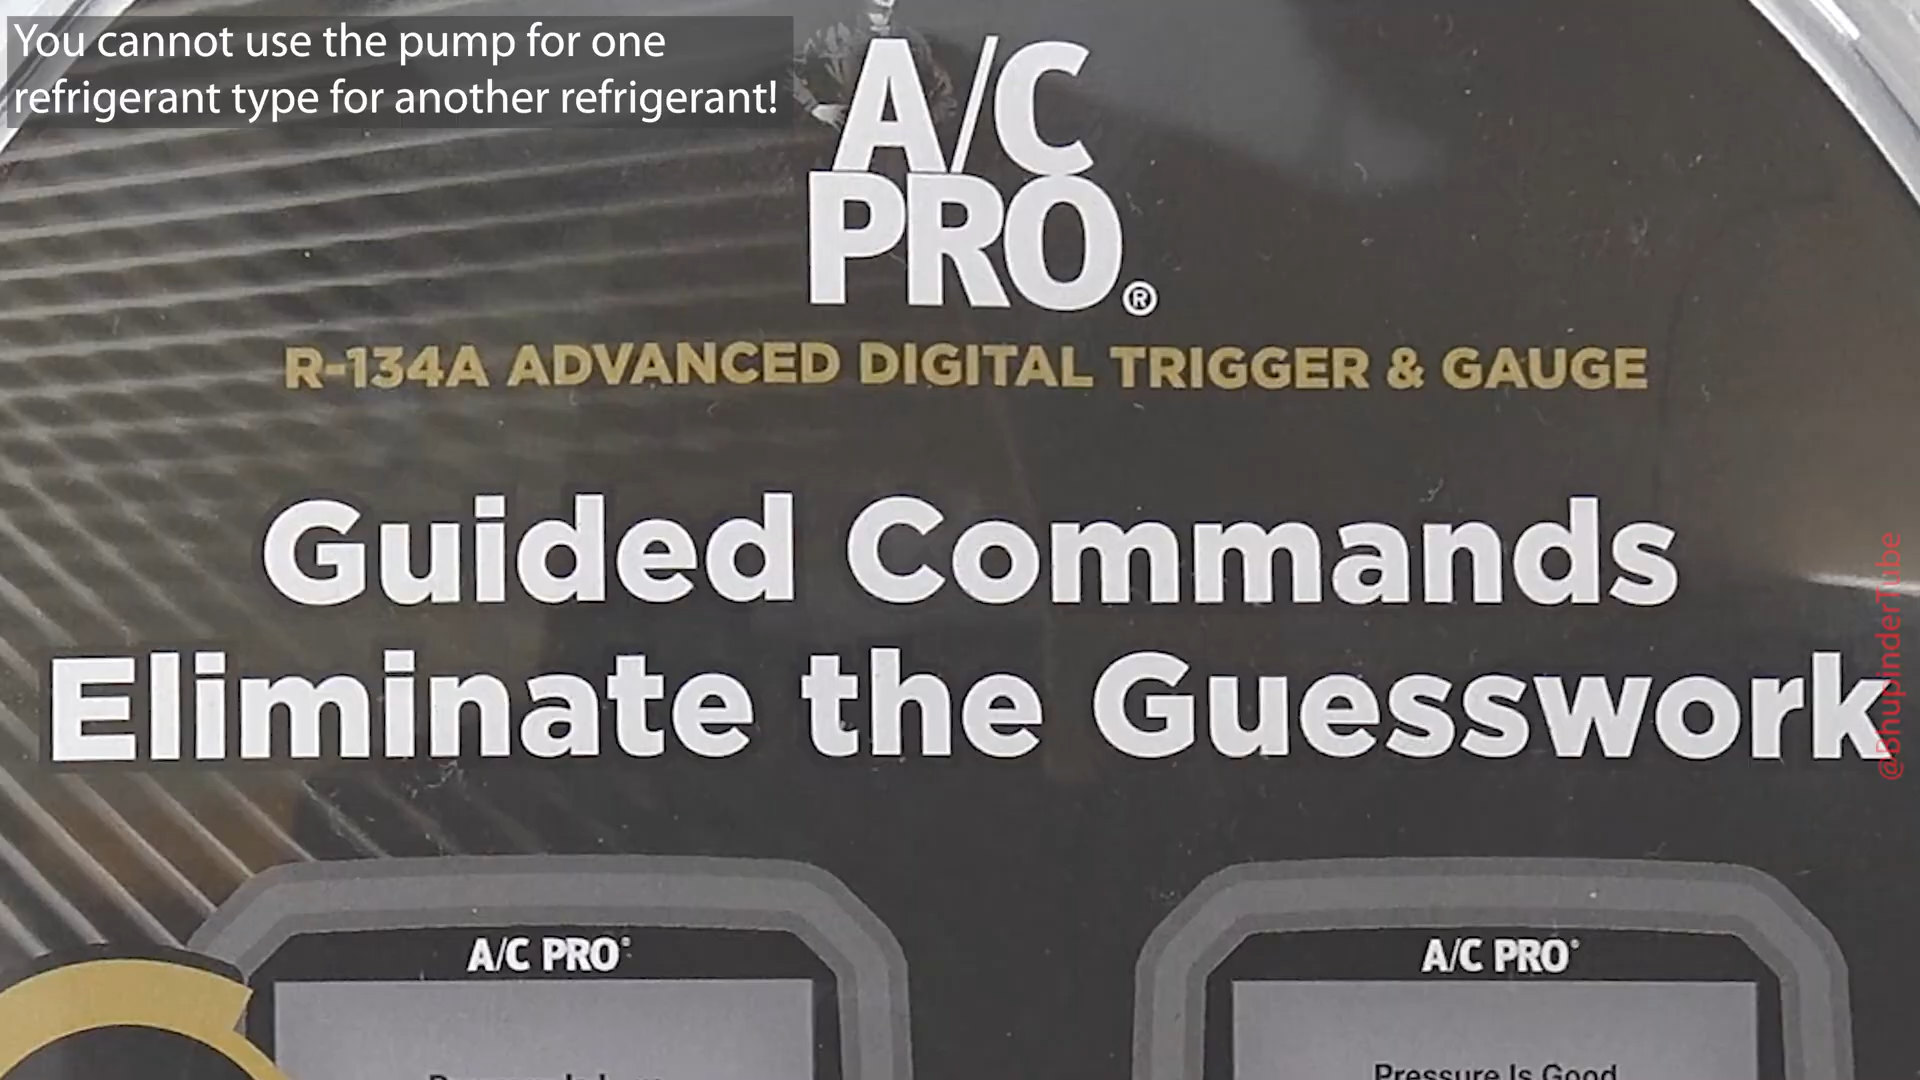 You cannot use the pump for one
refrigerant type for another refrigerant!
A/C
PRO®
R-134A ADVANCED DIGITAL TRIGGER & GAUGE
Guided Commands
Eliminate the Guesswork
@BhupinderTube
A/C PRO®
A/C PRO®
Pressure Is Good